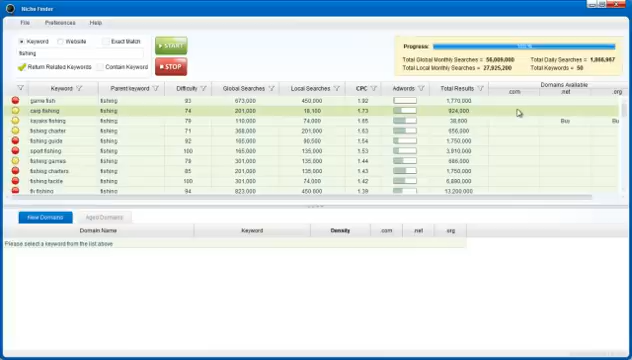 Niche Finder
File Preferences Help
Keyword Website Exact Match
fishing
Return Related Keywords Contain Keyword
START
STOP
Progress: 100 %
Total Global Monthly Searches = 56,006,000 Total Daily Searches = 1,866,867
Total Local Monthly Searches = 27,925,200 Total Keywords = 50
Keyword Parent keyword Difficulty Global Searches Local Searches CPC Adwords Total Results Domains Available
.com .net .org
game fish fishing 93 673,000 450,000 1.92 1,770,000
carp fishing fishing 74 201,000 18,100 1.73 924,000
kayaks fishing fishing 79 110,000 74,000 1.65 38,600 Buy Bu
fishing charter fishing 71 368,000 201,000 1.63 956,000
fishing guide fishing 82 165,000 90,500 1.54 1,750,000
sport fishing fishing 100 165,000 135,000 1.53 3,810,000
fishing games fishing 78 301,000 135,000 1.44 686,000
fishing charters fishing 85 201,000 135,000 1.43 1,750,000
fishing tackle fishing 100 301,000 74,000 1.42 6,890,000
fh fishing fishing 94 823,000 450,000 1.39 13,200,000
New Domains Aged Domains
Domain Name Keyword Density .com .net .org
Please select a keyword from the list above